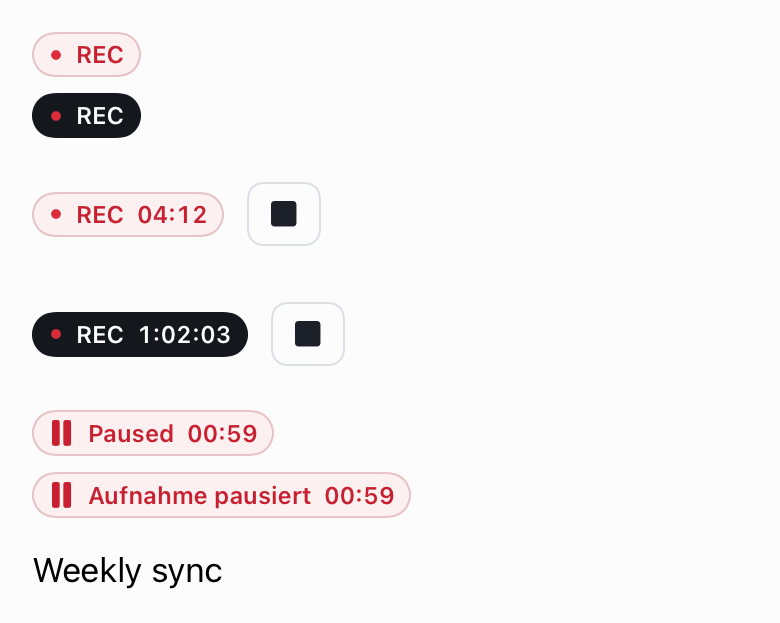 REC
REC
REC 04:12
REC 1:02:03
Paused 00:59
Aufnahme pausiert 00:59
Weekly sync